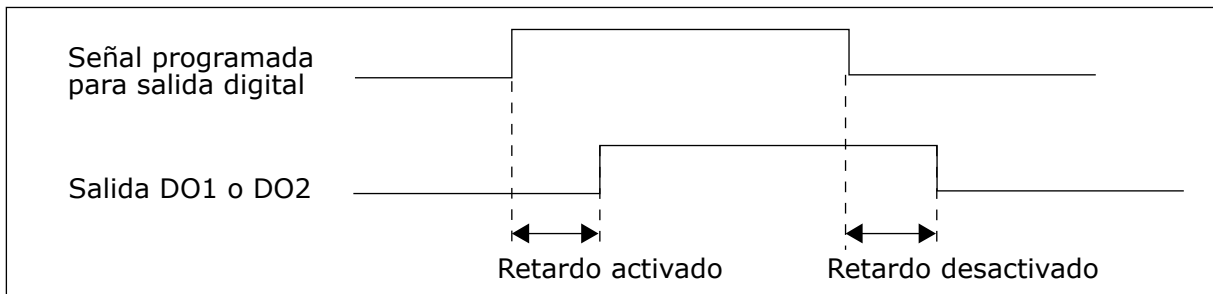 Señal programada
para salida digital
Salida DO1 o DO2
Retardo activado
Retardo desactivado